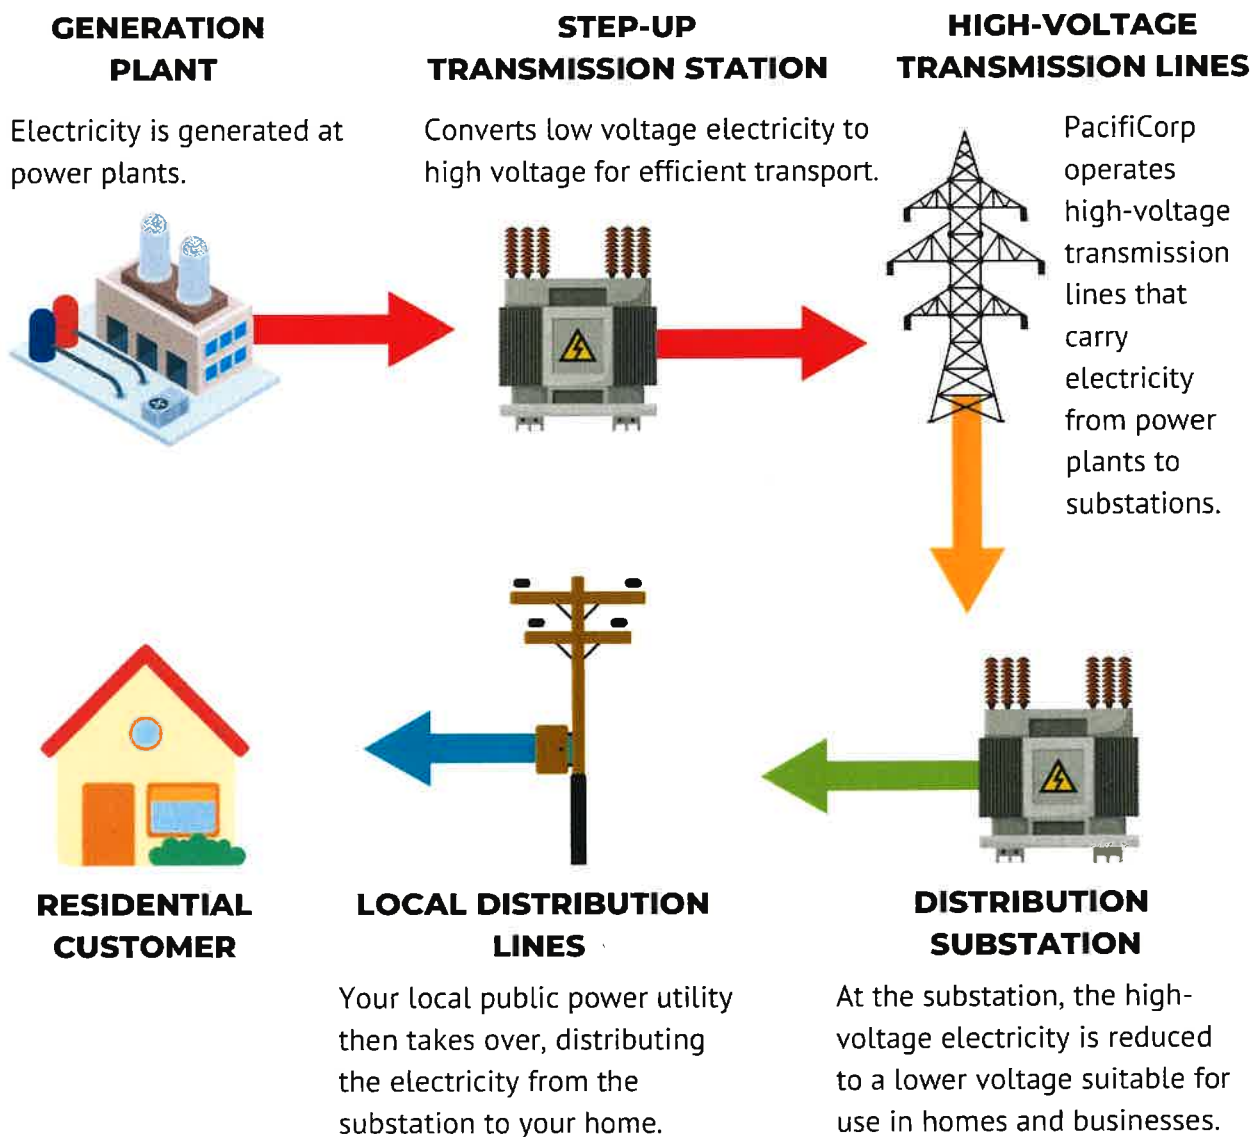 GENERATION
PLANT
Electricity is generated at
power plants.
STEP-UP
TRANSMISSION STATION
Converts low voltage electricity to
high voltage for efficient transport.
HIGH-VOLTAGE
TRANSMISSION LINES
PacifiCorp
operates
high-voltage
transmission
lines that
carry
electricity
from power
plants to
substations.
RESIDENTIAL
CUSTOMER
LOCAL DISTRIBUTION
LINES
Your local public power utility
then takes over, distributing
the electricity from the
substation to your home.
DISTRIBUTION
SUBSTATION
At the substation, the high-
voltage electricity is reduced
to a lower voltage suitable for
use in homes and businesses.